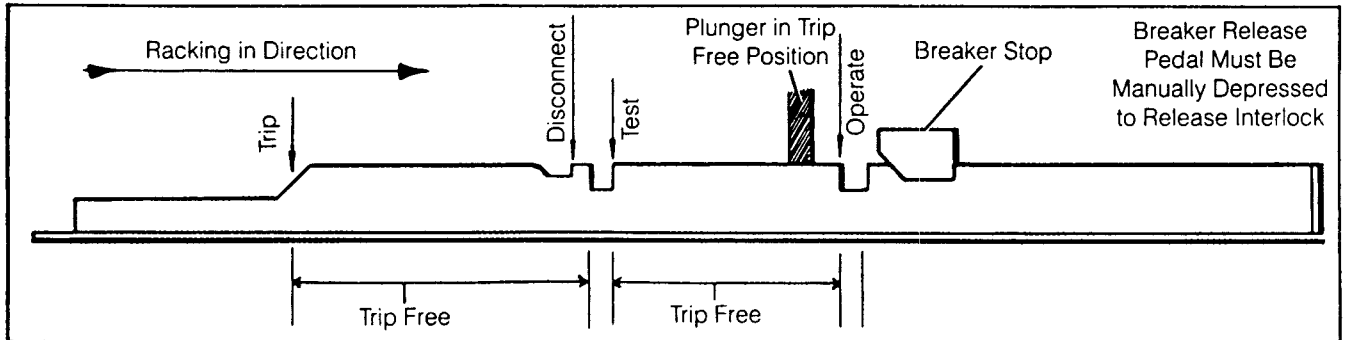 Racking in Direction
Trip
Disconnect
Test
Plunger in Trip
Free Position
Operate
Breaker Stop
Breaker Release
Pedal Must Be
Manually Depressed
to Release Interlock
Trip Free
Trip Free